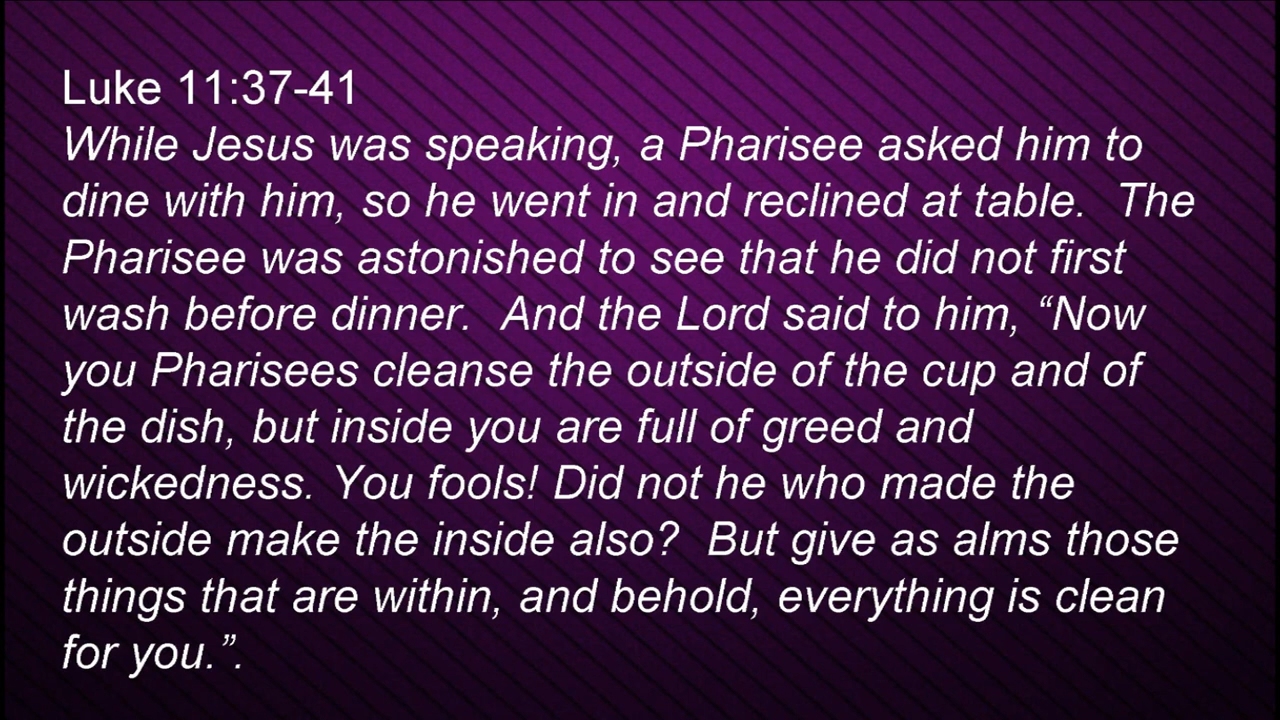 Luke 11:37-41
While Jesus was speaking, a Pharisee asked him to
dine with him, so he went in and reclined at table.  The
Pharisee was astonished to see that he did not first
wash before dinner.  And the Lord said to him, “Now
you Pharisees cleanse the outside of the cup and of
the dish, but inside you are full of greed and
wickedness. You fools! Did not he who made the
outside make the inside also?  But give as alms those
things that are within, and behold, everything is clean
for you.”.